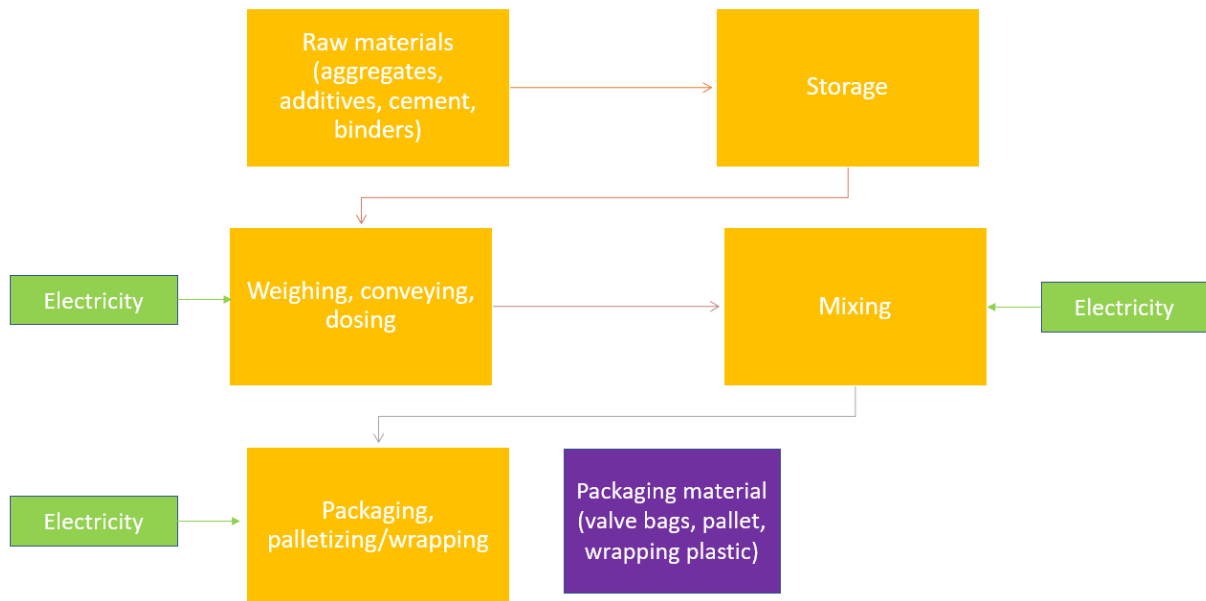 Raw materials
(aggregates,
additives, cement,
binders)
Storage
Electricity
Weighing, conveying,
dosing
Mixing
Electricity
Electricity
Packaging,
palletizing/wrapping
Packaging material
(valve bags, pallet,
wrapping plastic)